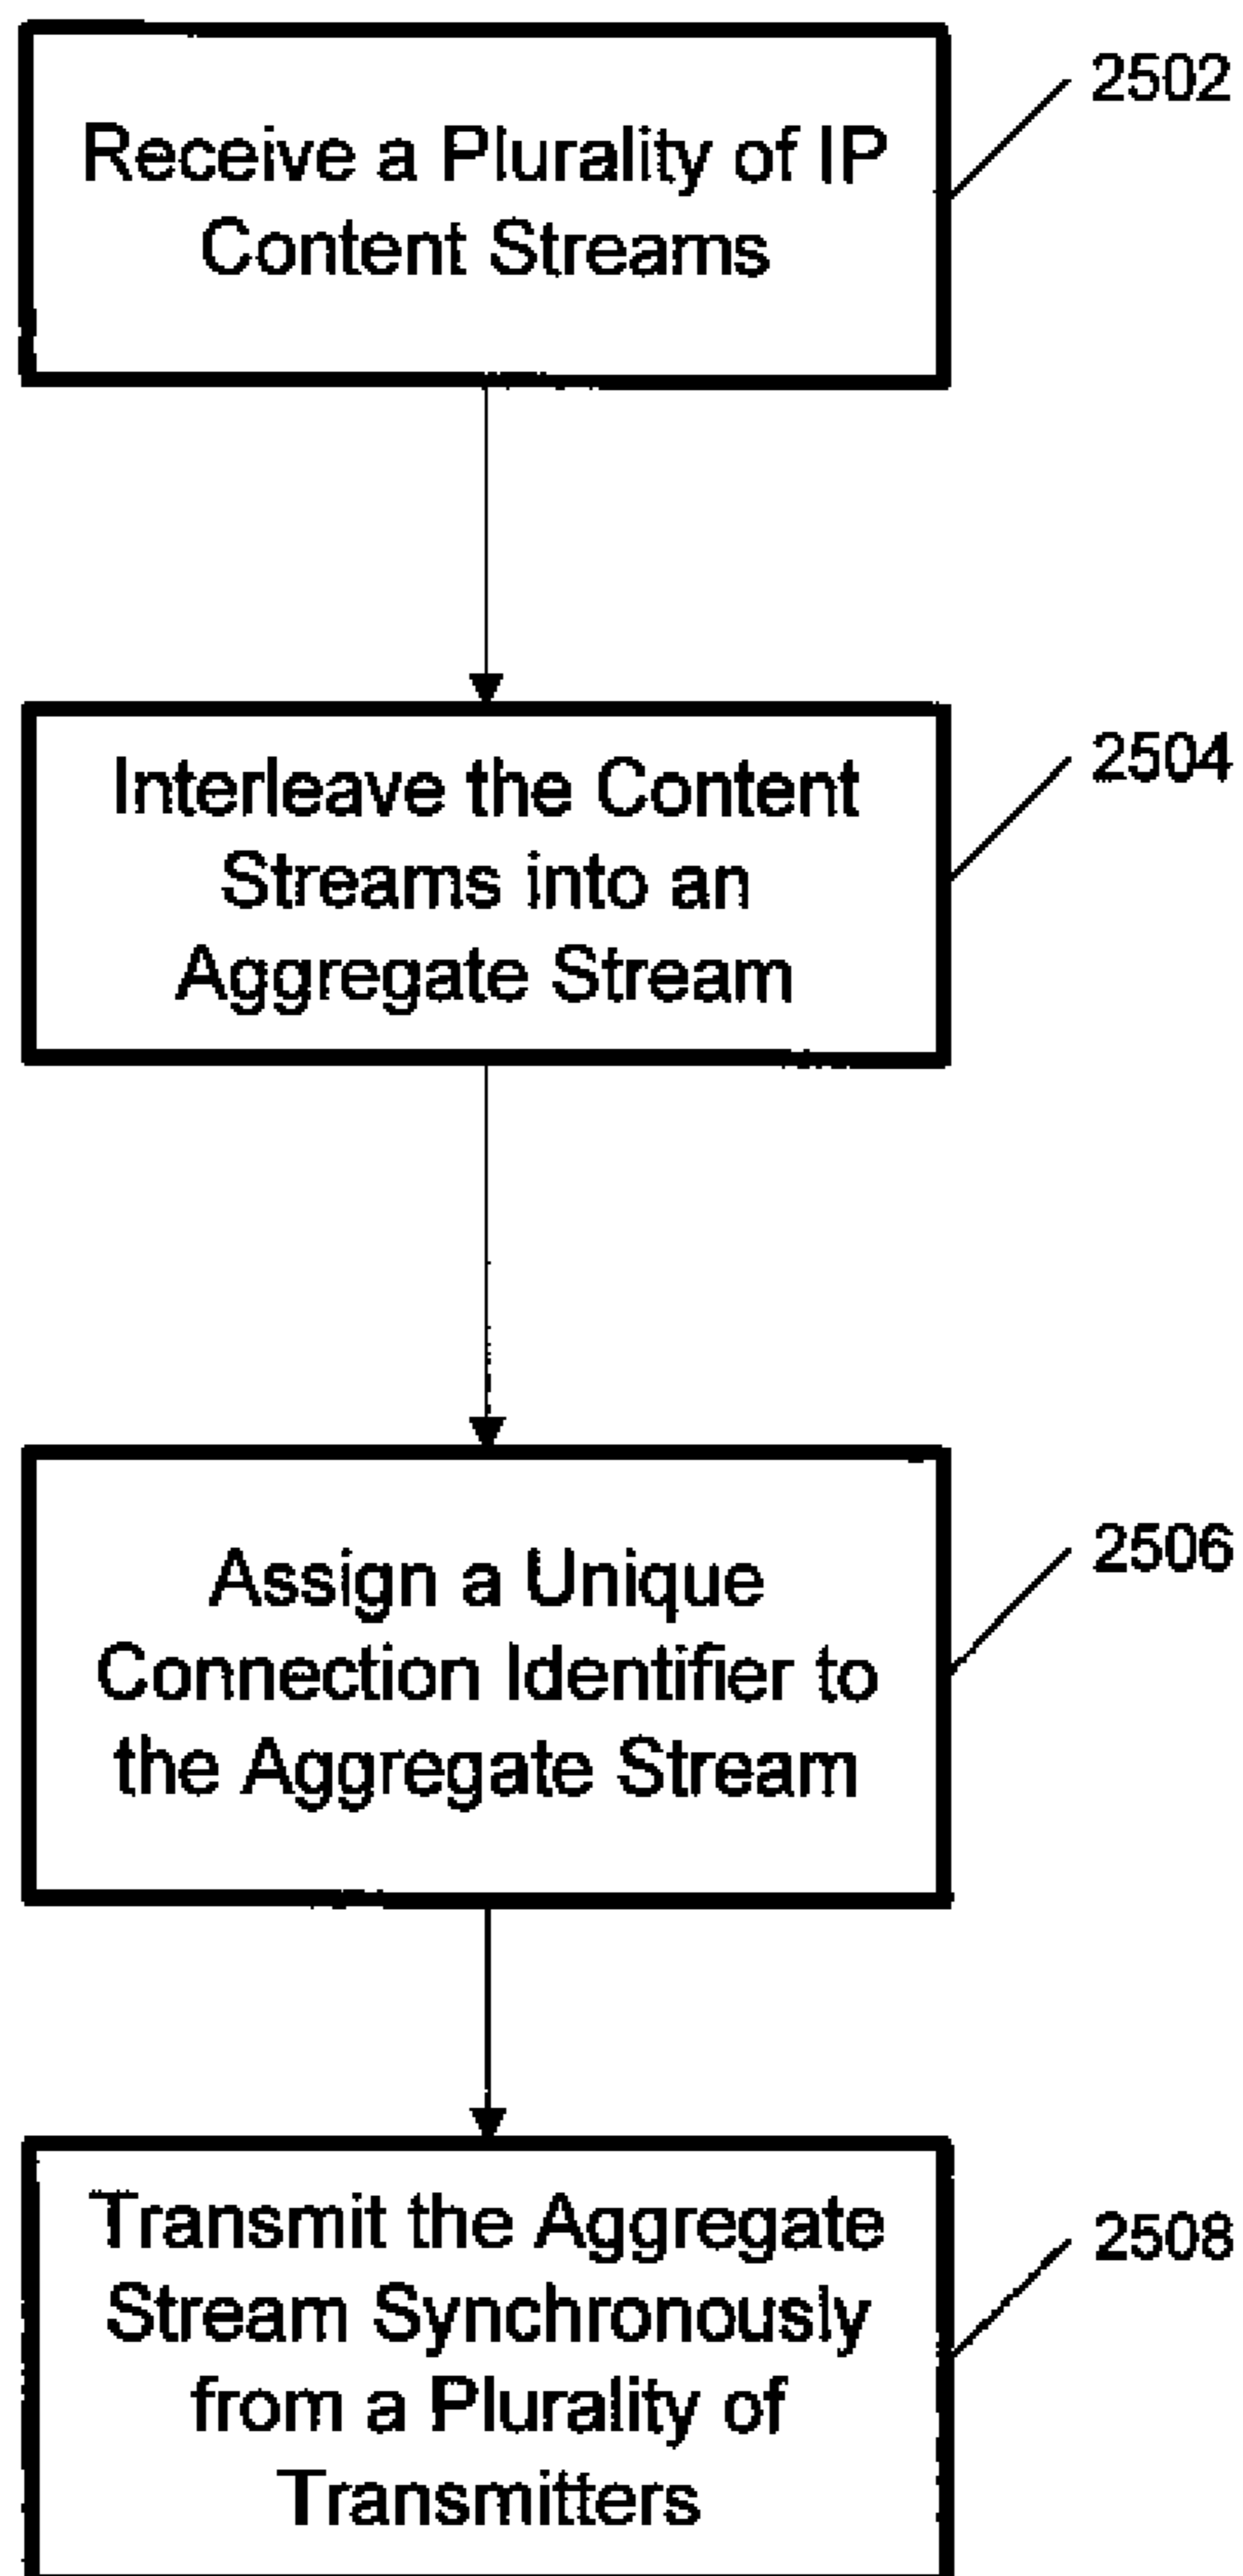 Receive a Plurality of IP
Content Streams
2502
Interleave the Content
Streams into an
Aggregate Stream
2504
Assign a Unique
Connection Identifier to
the Aggregate Stream
2506
Transmit the Aggregate
Stream Synchronously
from a Plurality of
Transmitters
2508